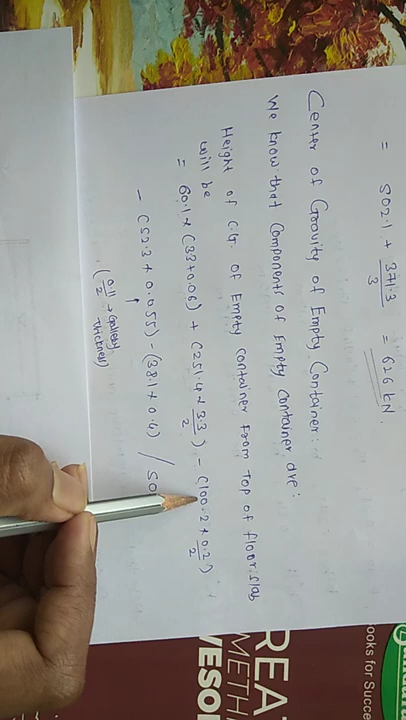 = 502.1 + 371.3/3 = 626 kN.
Center of Gravity of Empty Container:
We know that Components of Empty Container are:
Height of C.G. of Empty Container from Top of floor slab
will be
= 60.1 x (3.3+0.06) + (251.4 x 3.3/2) - (100.2 x 0.2/2)
- (52.3 x 0.055) - (38.1 x 0.4) / 50
(0.11/2 → Gallery
Thickness)
REA
METH
VESO
ooks for Succe